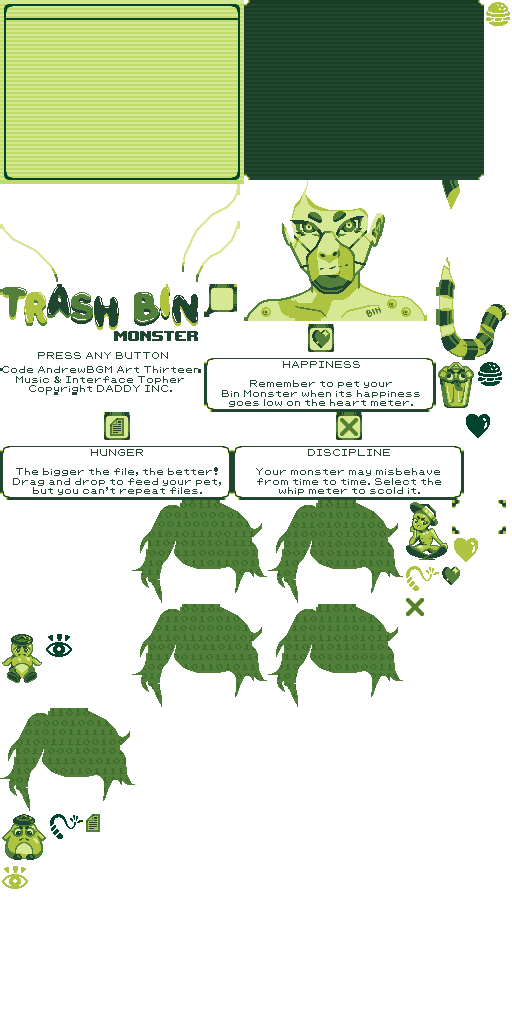 TRASH BIN
MONSTER
BIN
PRESS ANY BUTTON
Code AndrewBGM Art Thirteen
Music & Interface Topher
Copyright DADDY INC.
HAPPINESS
Remember to pet your
Bin Monster when its happiness
goes low on the heart meter.
HUNGER
The bigger the file, the better!
Drag and drop to feed your pet,
but you can't repeat files.
DISCIPLINE
Your monster may misbehave
from time to time. Select the
whip meter to scold it.